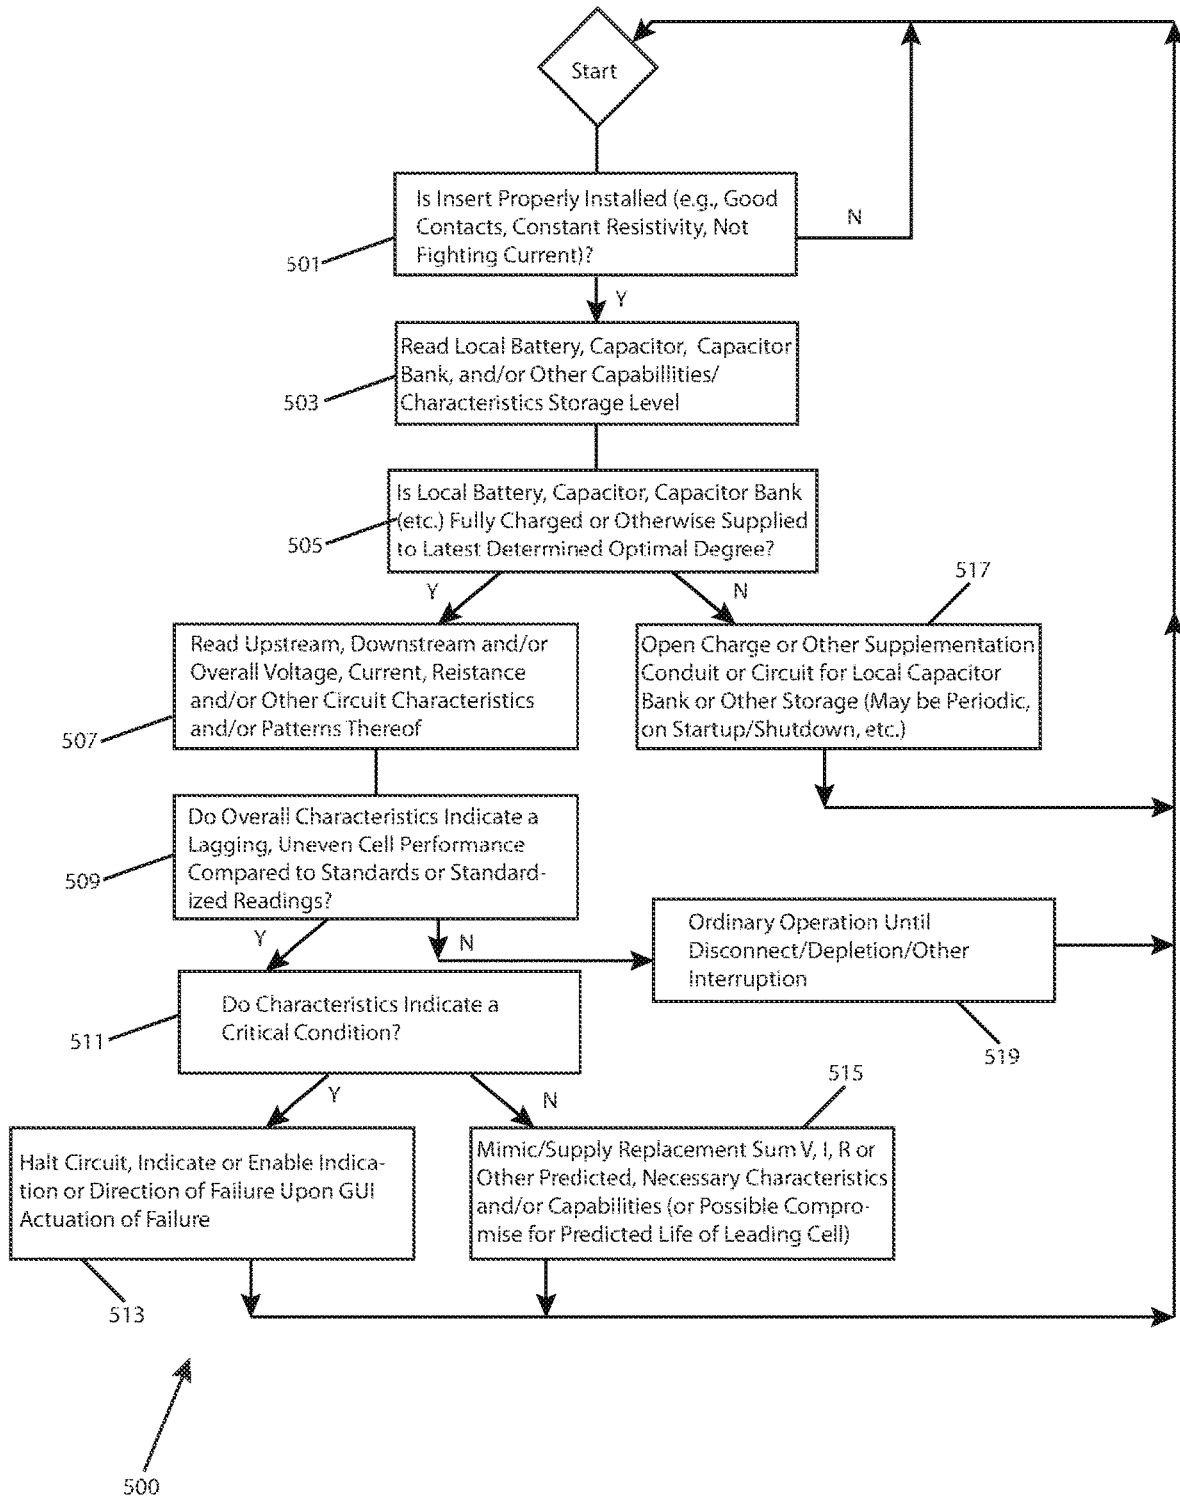 Start
Is Insert Properly Installed (e.g., Good
Contacts, Constant Resistivity, Not
Fighting Current)?
N
501
Y
Read Local Battery, Capacitor, Capacitor
Bank, and/or Other Capabillities/
Characteristics Storage Level
503
Is Local Battery, Capacitor, Capacitor Bank
(etc.) Fully Charged or Otherwise Supplied
to Latest Determined Optimal Degree?
505
Y
N
517
Read Upstream, Downstream and/or
Overall Voltage, Current, Reistance
and/or Other Circuit Characteristics
and/or Patterns Thereof
507
Open Charge or Other Supplementation
Conduit or Circuit for Local Capacitor
Bank or Other Storage (May be Periodic,
on Startup/Shutdown, etc.)
Do Overall Characteristics Indicate a
Lagging, Uneven Cell Performance
Compared to Standards or Standard-
ized Readings?
509
Y
N
Ordinary Operation Until
Disconnect/Depletion/Other
Interruption
519
Do Characteristics Indicate a
Critical Condition?
511
Y
N
515
Halt Circuit, Indicate or Enable Indica-
tion or Direction of Failure Upon GUI
Actuation of Failure
513
Mimic/Supply Replacement Sum V, I, R or
Other Predicted, Necessary Characteristics
and/or Capabilities (or Possible Compro-
mise for Predicted Life of Leading Cell)
500